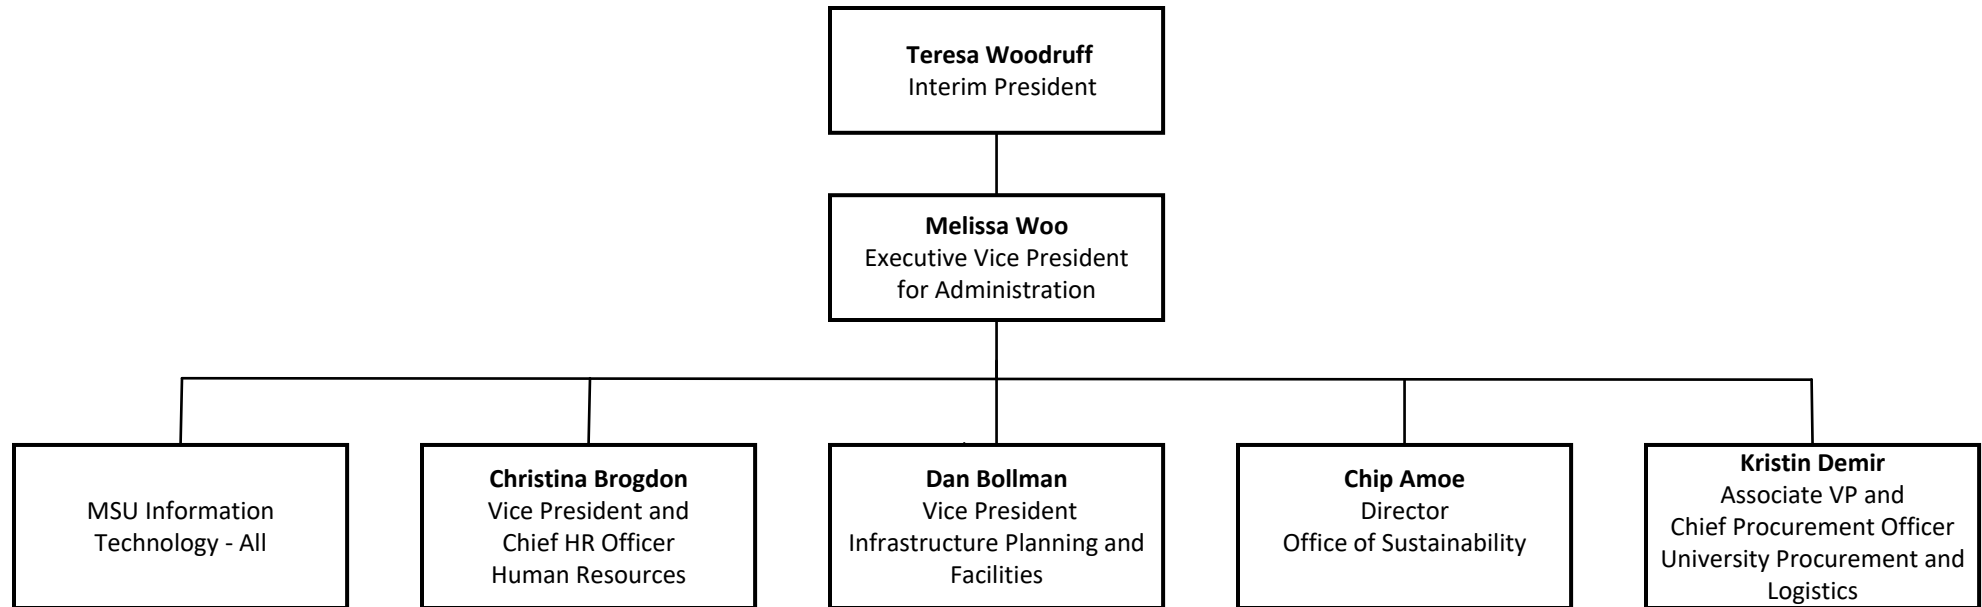 Teresa Woodruff
Interim President
Melissa Woo
Executive Vice President
for Administration
MSU Information
Technology - All
Christina Brogdon
Vice President and
Chief HR Officer
Human Resources
Dan Bollman
Vice President
Infrastructure Planning and
Facilities
Chip Amoe
Director
Office of Sustainability
Kristin Demir
Associate VP and
Chief Procurement Officer
University Procurement and
Logistics